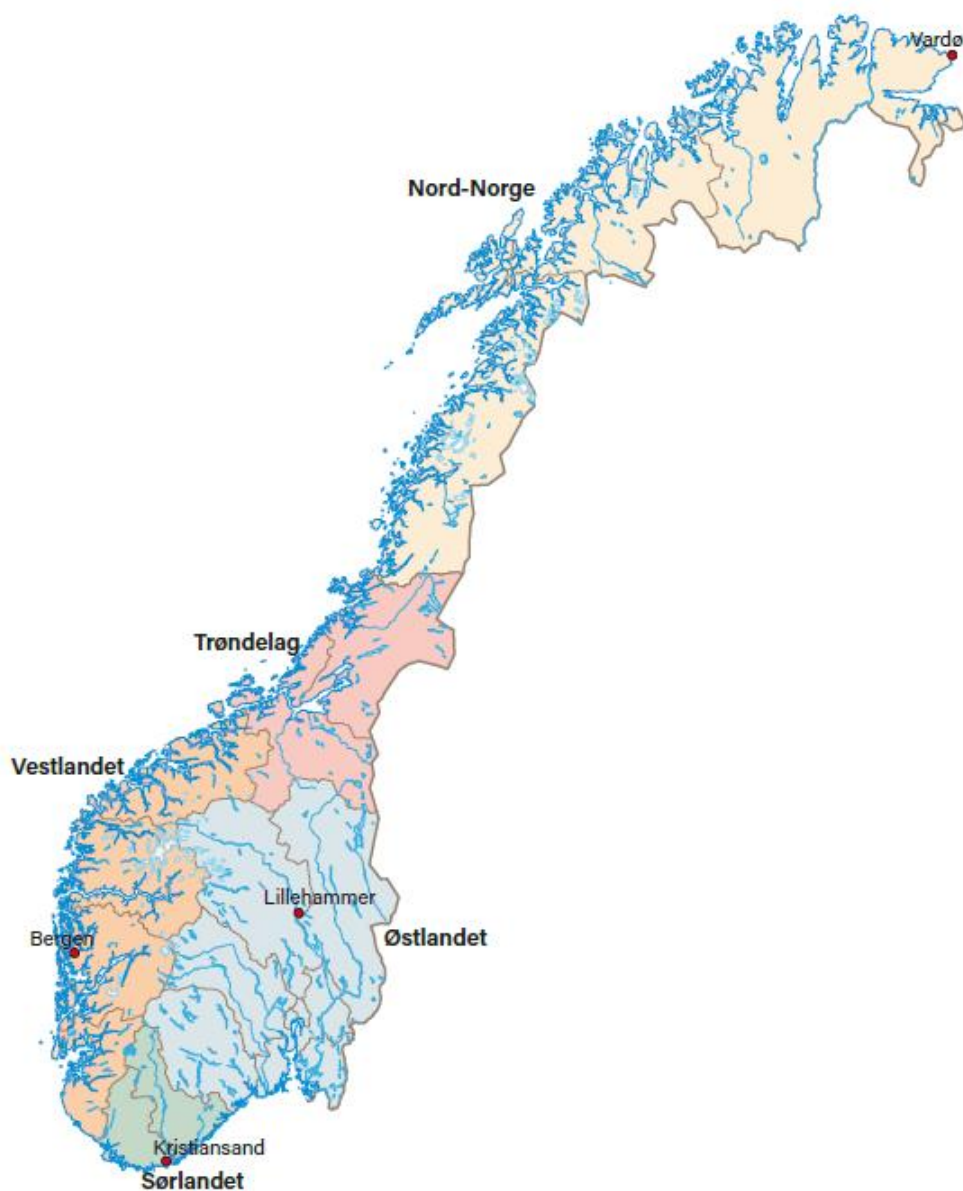 Vardø
Nord-Norge
Trøndelag
Vestlandet
Lillehammer
Østlandet
Bergen
Kristiansand
Sørlandet